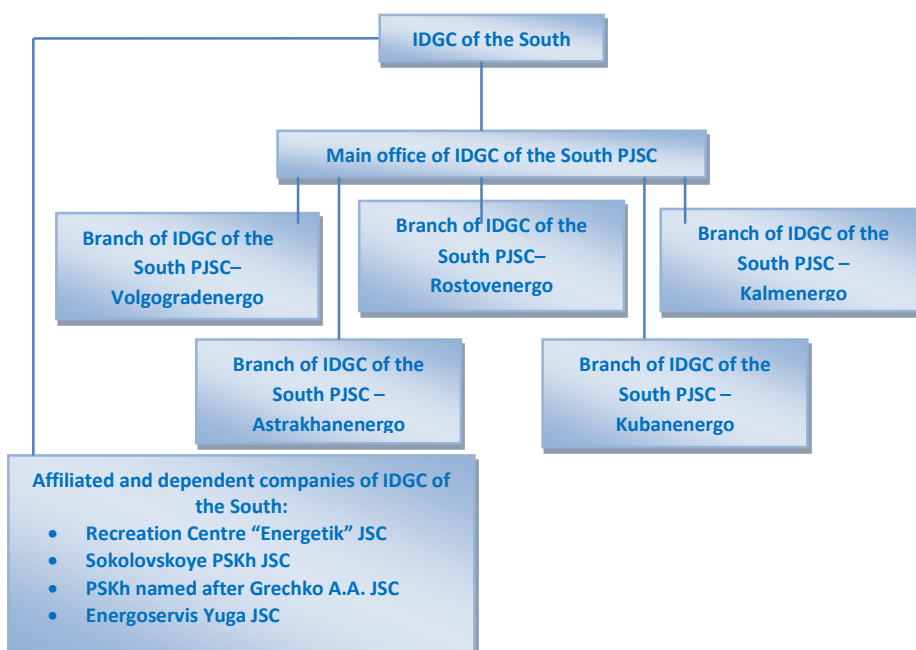 IDGC of the South
Main office of IDGC of the South PJSC
Branch of IDGC of the
South PJSC–
Volgogradenergo
Branch of IDGC of the
South PJSC–
Rostovenergo
Branch of IDGC of the
South PJSC –
Kalmenergo
Branch of IDGC of the
South PJSC –
Astrakhanenergo
Branch of IDGC of the
South PJSC –
Kubanenergo
Affiliated and dependent companies of IDGC of
the South:
• Recreation Centre “Energetik” JSC
• Sokolovskoye PSKh JSC
• PSKh named after Grechko A.A. JSC
• Energoservis Yuga JSC